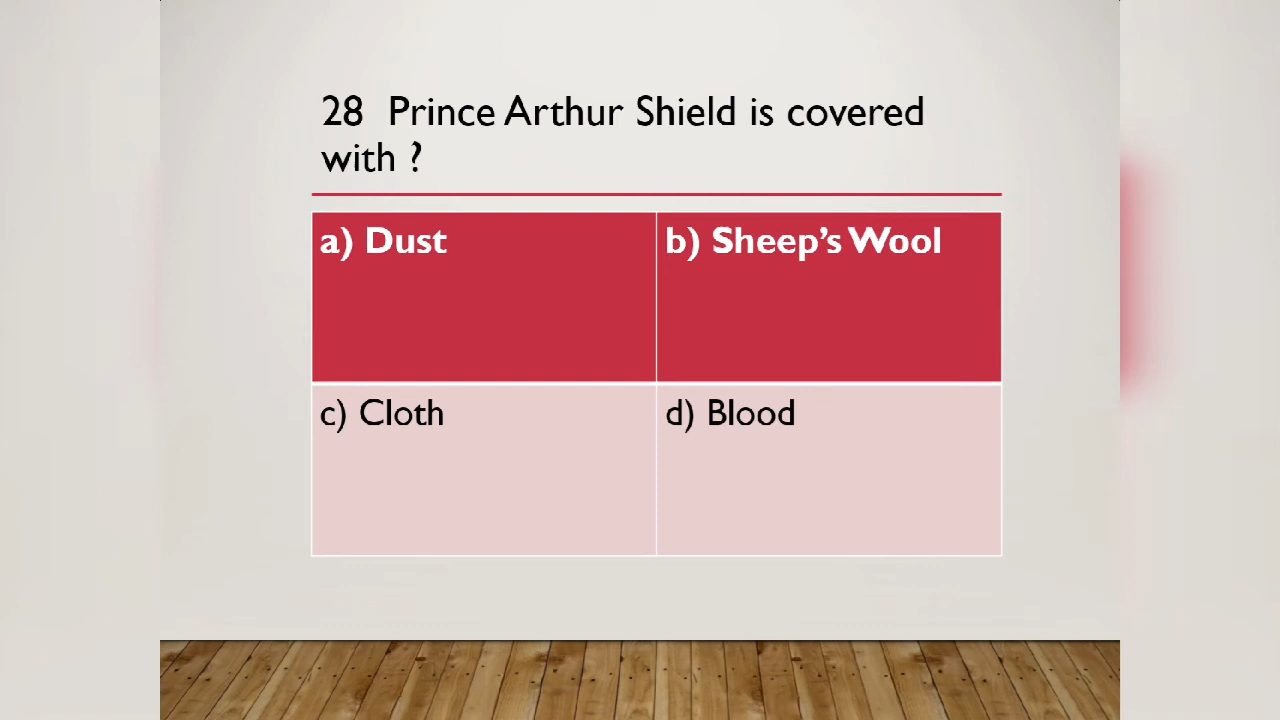 28 Prince Arthur Shield is covered
with ?
a) Dust
b) Sheep’s Wool
c) Cloth
d) Blood